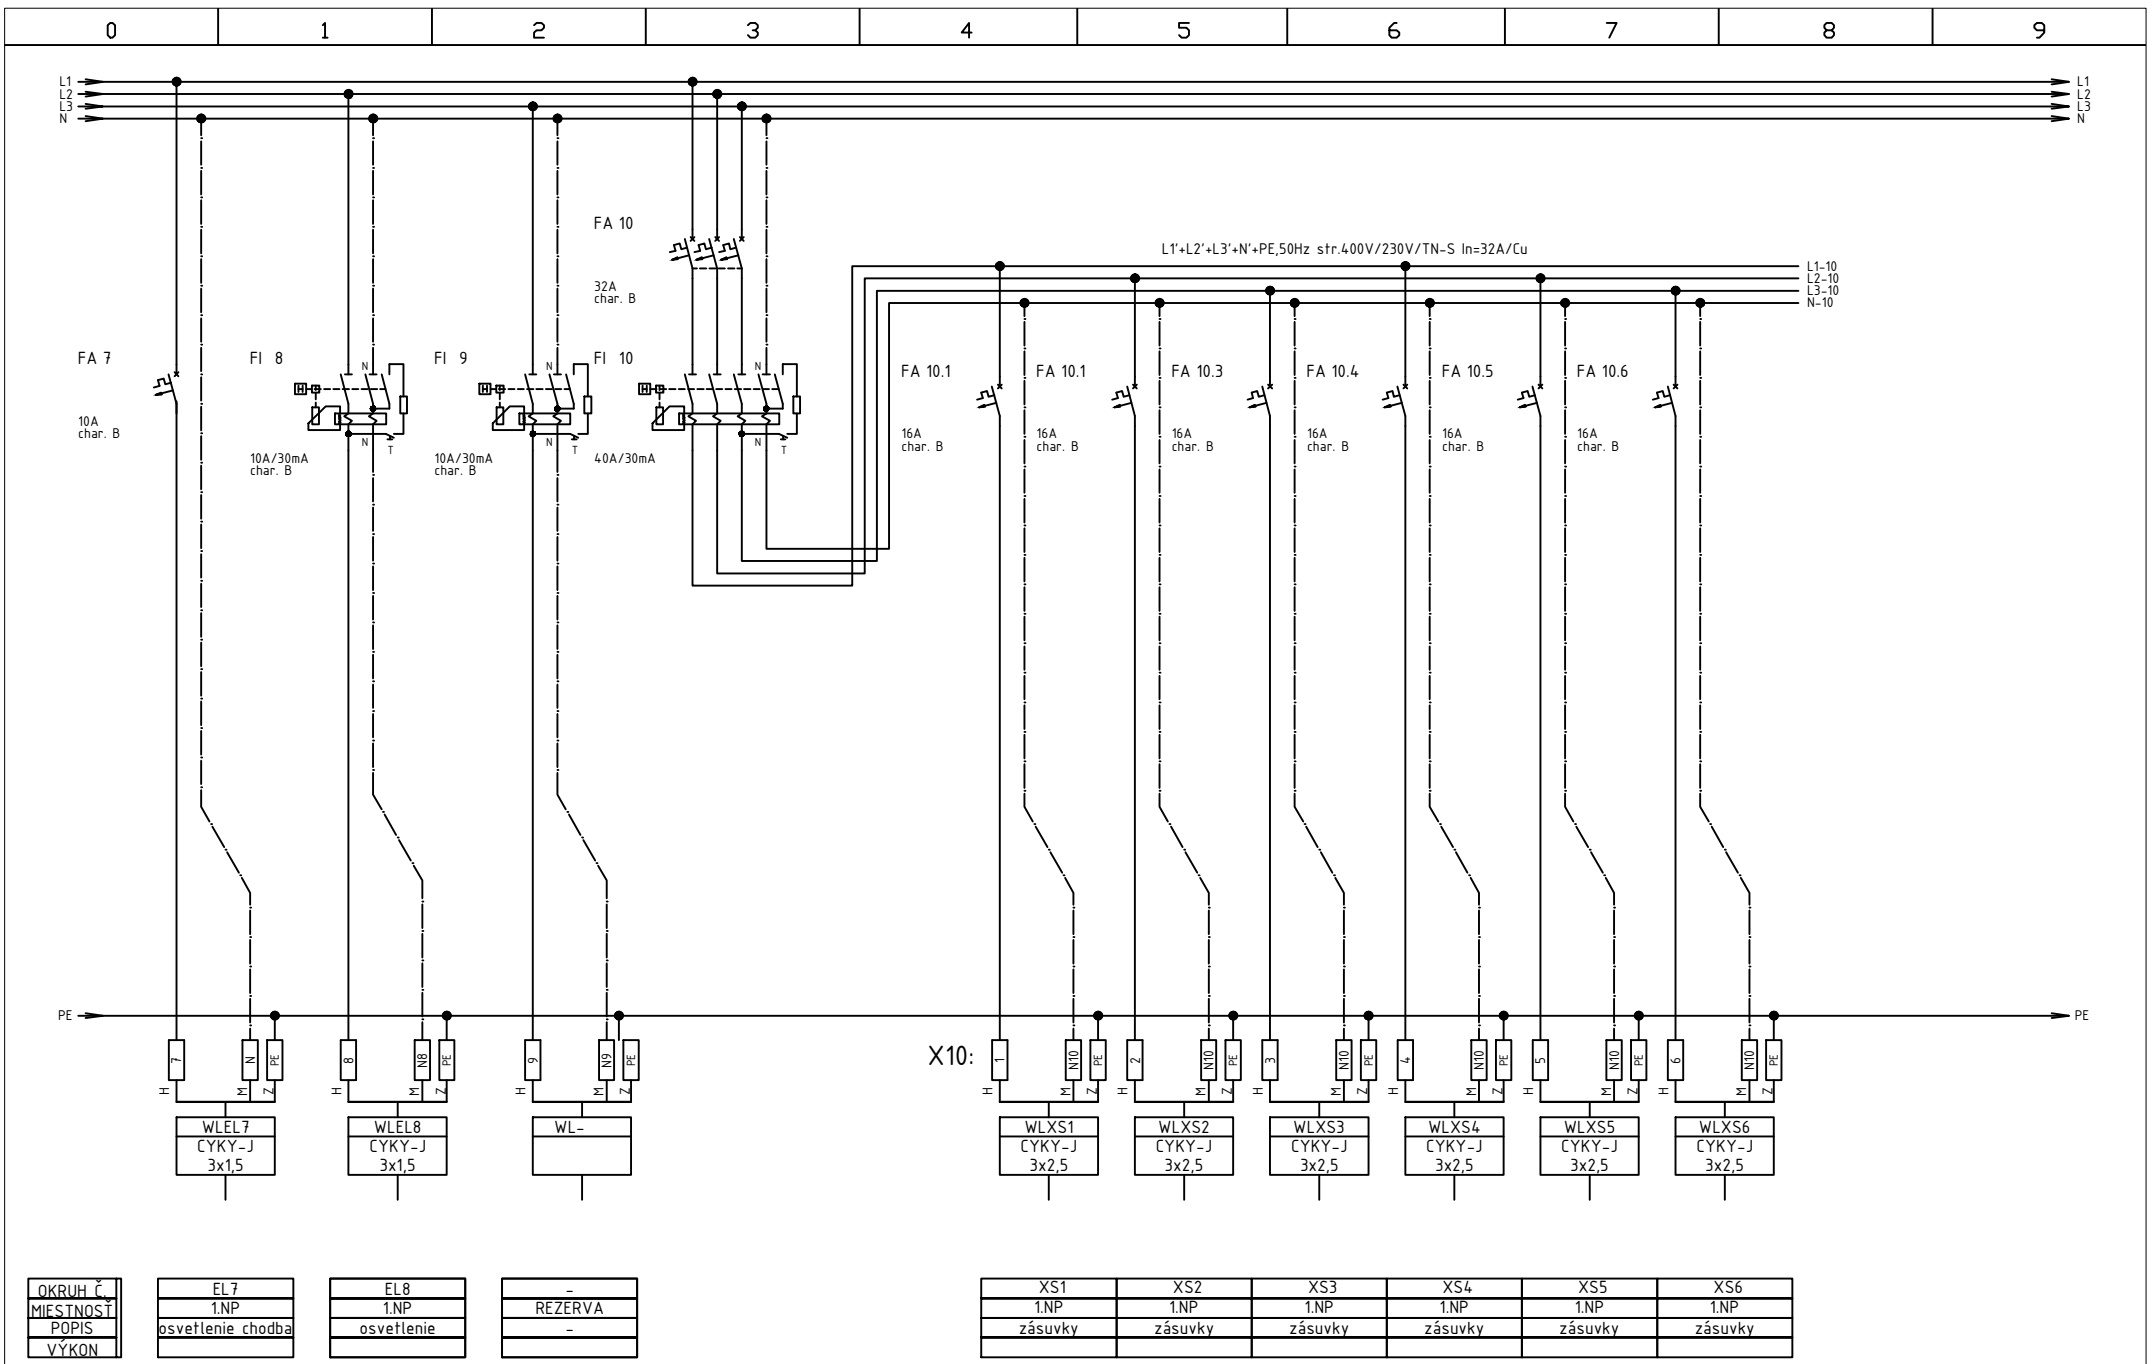 0 1 2 3 4 5 6 7 8 9
L1 L1
L2 L2
L3 L3
N N
FA 10
32A
char. B
L1'+L2'+L3'+N'+PE,50Hz str.400V/230V/TN-S In=32A/Cu
L1-10
L2-10
L3-10
N-10
FA 7
10A
char. B
FI 8
N
N
T
10A/30mA
char. B
FI 9
N
N
T
10A/30mA
char. B
FI 10
N
N
T
40A/30mA
FA 10.1
16A
char. B
FA 10.1
16A
char. B
FA 10.3
16A
char. B
FA 10.4
16A
char. B
FA 10.5
16A
char. B
FA 10.6
16A
char. B
PE PE
7 N PE
H M Z
WLEL7
CYKY-J
3x1,5
8 N8 PE
H M Z
WLEL8
CYKY-J
3x1,5
9 N9 PE
H M Z
WL-
X10:
1 N10 PE
H M Z
WLXS1
CYKY-J
3x2,5
2 N10 PE
H M Z
WLXS2
CYKY-J
3x2,5
3 N10 PE
H M Z
WLXS3
CYKY-J
3x2,5
4 N10 PE
H M Z
WLXS4
CYKY-J
3x2,5
5 N10 PE
H M Z
WLXS5
CYKY-J
3x2,5
6 N10 PE
H M Z
WLXS6
CYKY-J
3x2,5
OKRUH Č. EL7 EL8 - XS1 XS2 XS3 XS4 XS5 XS6
MIESTNOSŤ 1.NP 1.NP REZERVA 1.NP 1.NP 1.NP 1.NP 1.NP 1.NP
POPIS osvetlenie chodba osvetlenie - zásuvky zásuvky zásuvky zásuvky zásuvky zásuvky
VÝKON